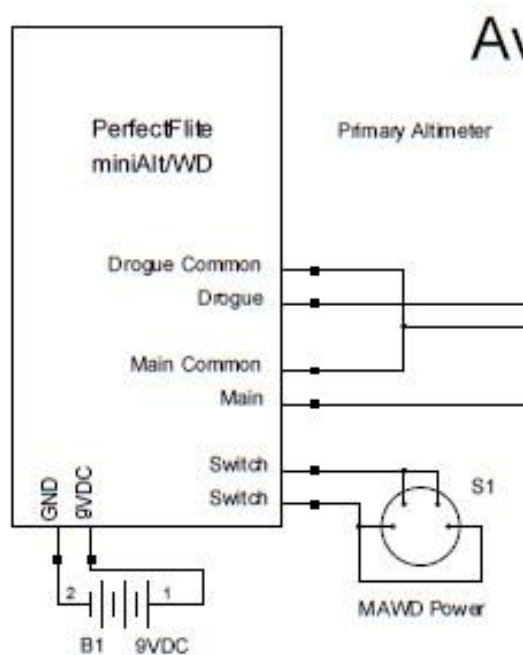 Av
PerfectFlite
miniAlt/WD
Primary Altimeter
Drogue Common
Drogue
Main Common
Main
Switch
Switch
GND
9VDC
S1
2
1
MAWD Power
B1
9VDC